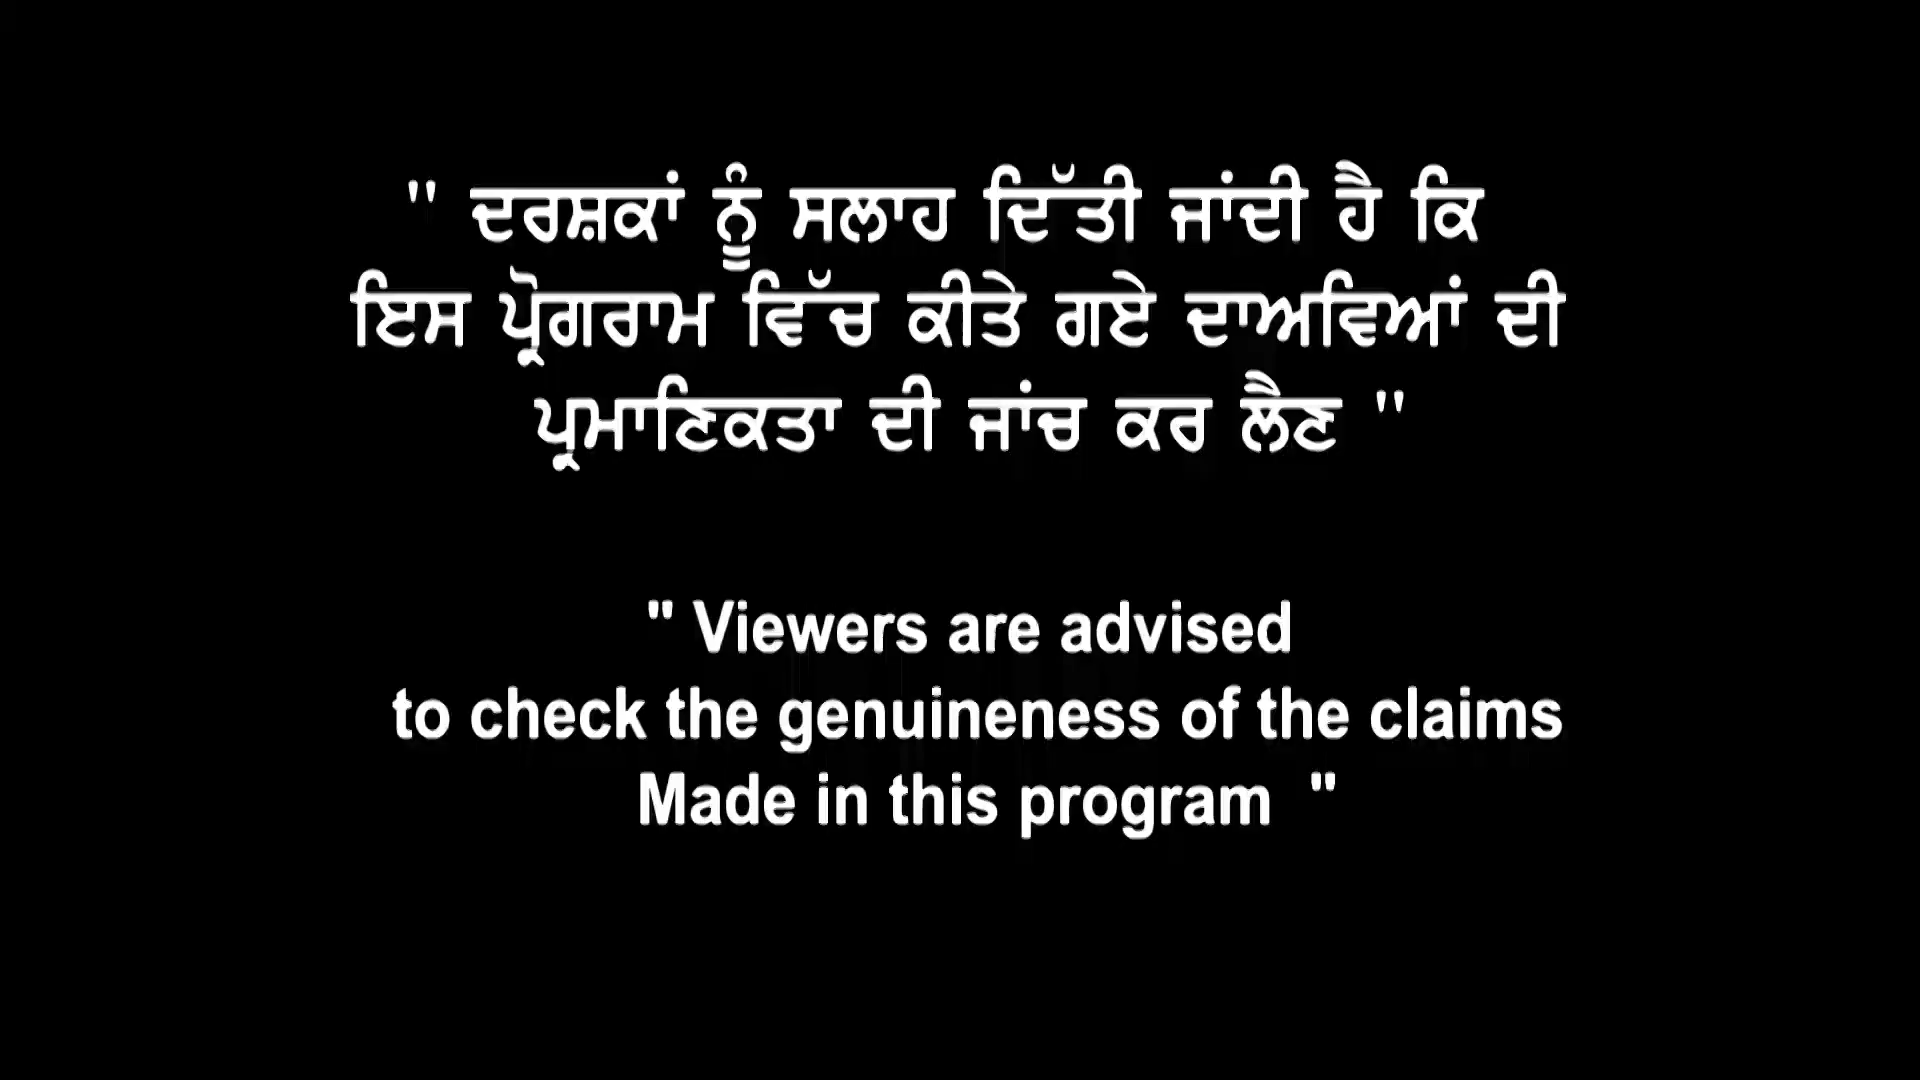 " ਦਰਸ਼ਕਾਂ ਨੂੰ ਸਲਾਹ ਦਿੱਤੀ ਜਾਂਦੀ ਹੈ ਕਿ
ਇਸ ਪ੍ਰੋਗਰਾਮ ਵਿੱਚ ਕੀਤੇ ਗਏ ਦਾਅਵਿਆਂ ਦੀ
ਪ੍ਰਮਾਣਿਕਤਾ ਦੀ ਜਾਂਚ ਕਰ ਲੈਣ "
" Viewers are advised
to check the genuineness of the claims
Made in this program "